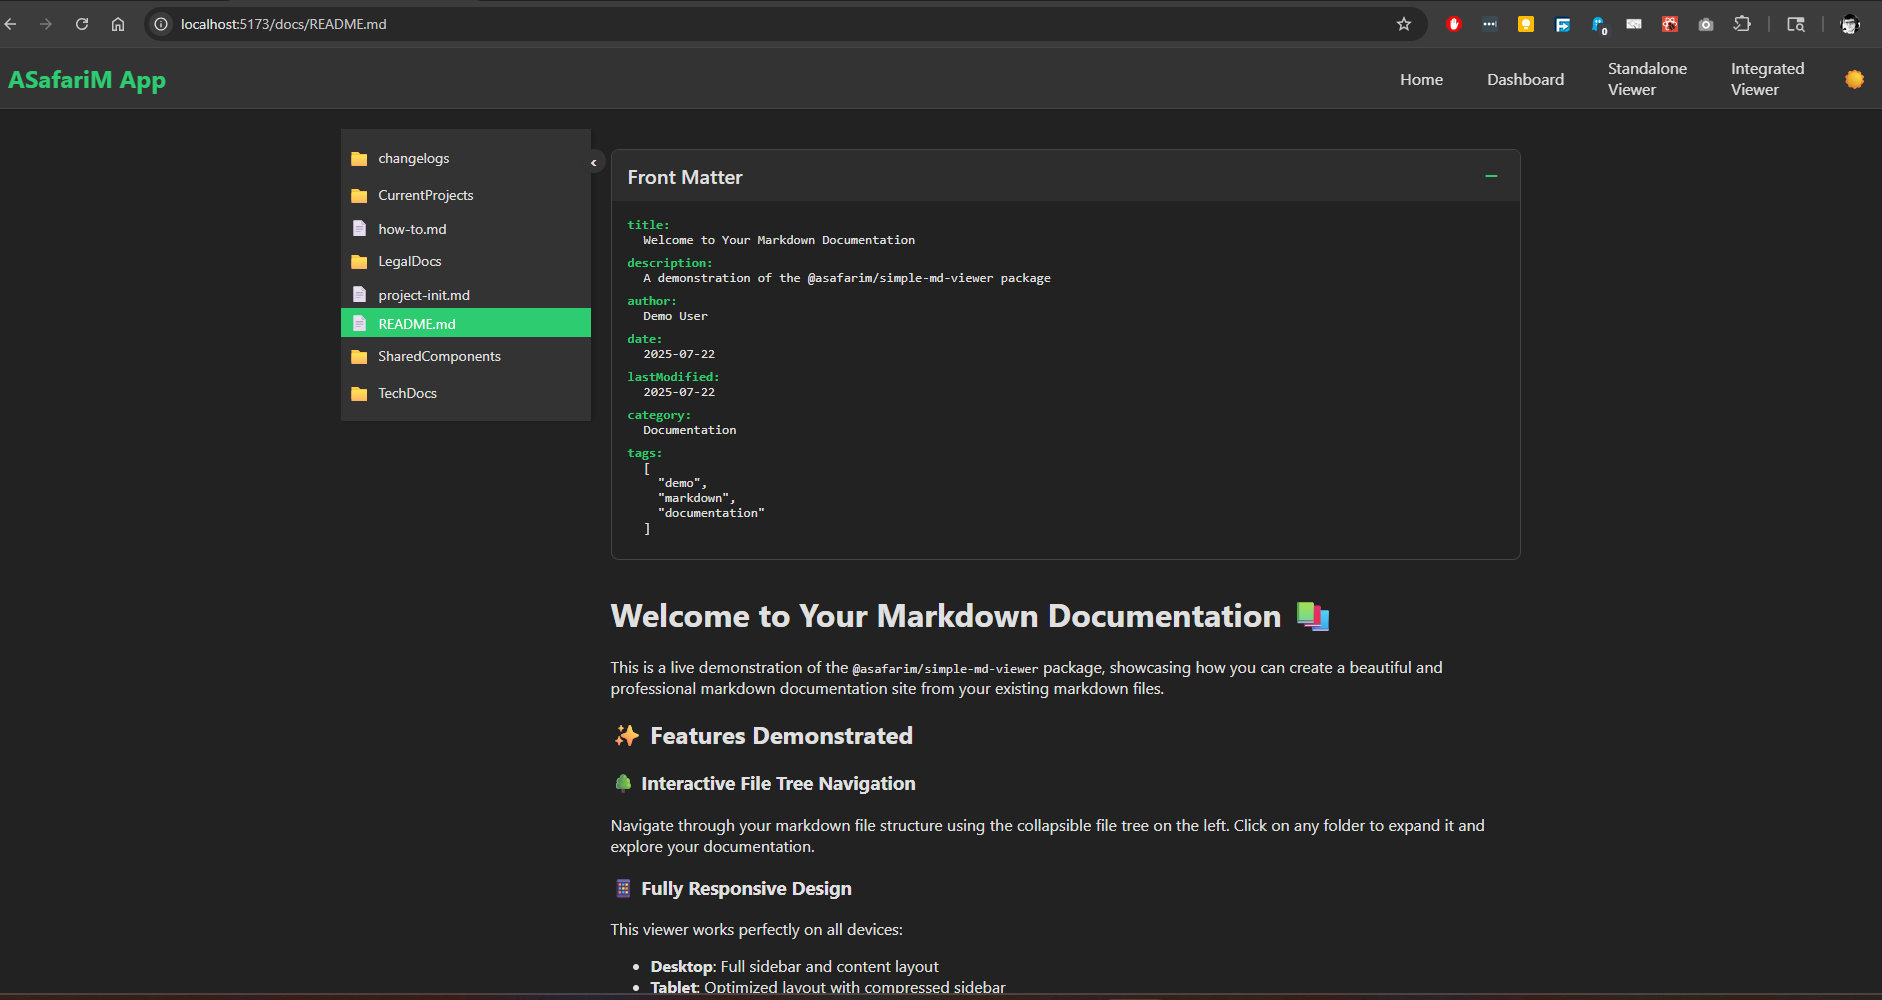 localhost:5173/docs/README.md
0
ASafariM App
Home
Dashboard
Standalone
Viewer
Integrated
Viewer
changelogs
CurrentProjects
how-to.md
LegalDocs
project-init.md
README.md
SharedComponents
TechDocs
Front Matter
title:
Welcome to Your Markdown Documentation
description:
A demonstration of the @asafarim/simple-md-viewer package
author:
Demo User
date:
2025-07-22
lastModified:
2025-07-22
category:
Documentation
tags:
[
"demo",
"markdown",
"documentation"
]
Welcome to Your Markdown Documentation
This is a live demonstration of the @asafarim/simple-md-viewer package, showcasing how you can create a beautiful and
professional markdown documentation site from your existing markdown files.
Features Demonstrated
Interactive File Tree Navigation
Navigate through your markdown file structure using the collapsible file tree on the left. Click on any folder to expand it and
explore your documentation.
Fully Responsive Design
This viewer works perfectly on all devices:
• Desktop: Full sidebar and content layout
• Tablet: Optimized layout with compressed sidebar